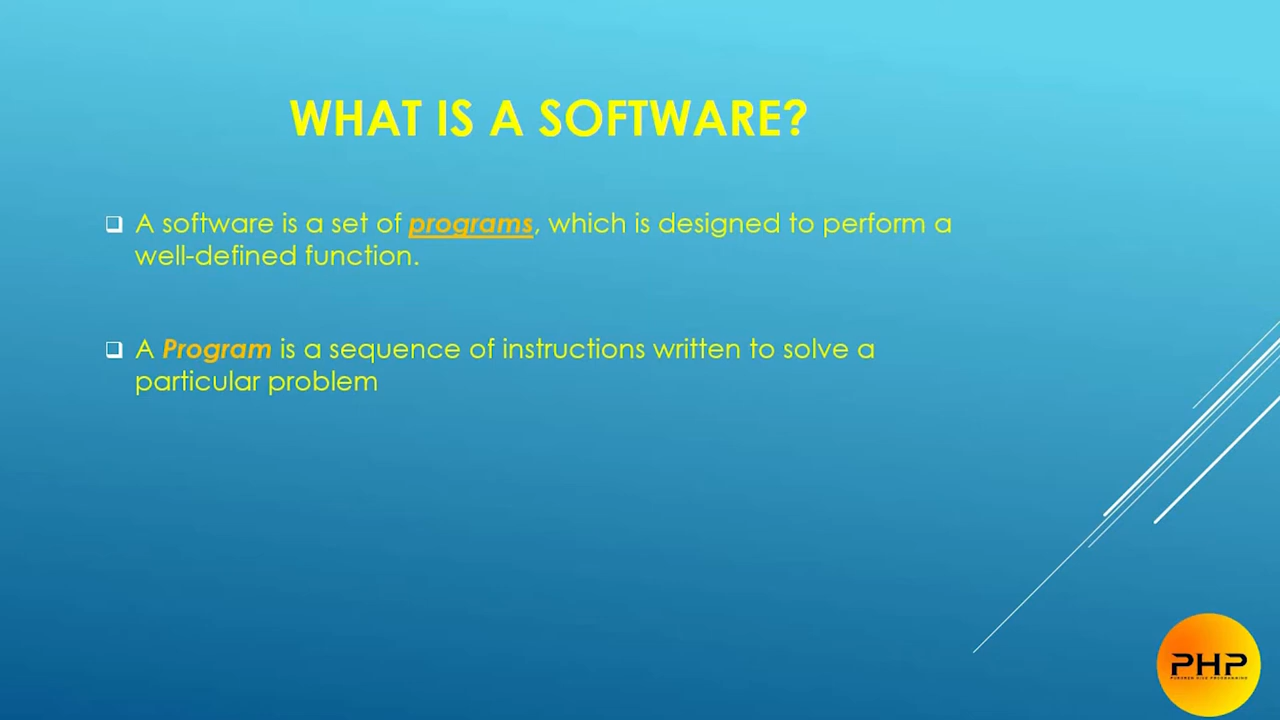 WHAT IS A SOFTWARE?
A software is a set of programs, which is designed to perform a
well-defined function.
A Program is a sequence of instructions written to solve a
particular problem
PHP